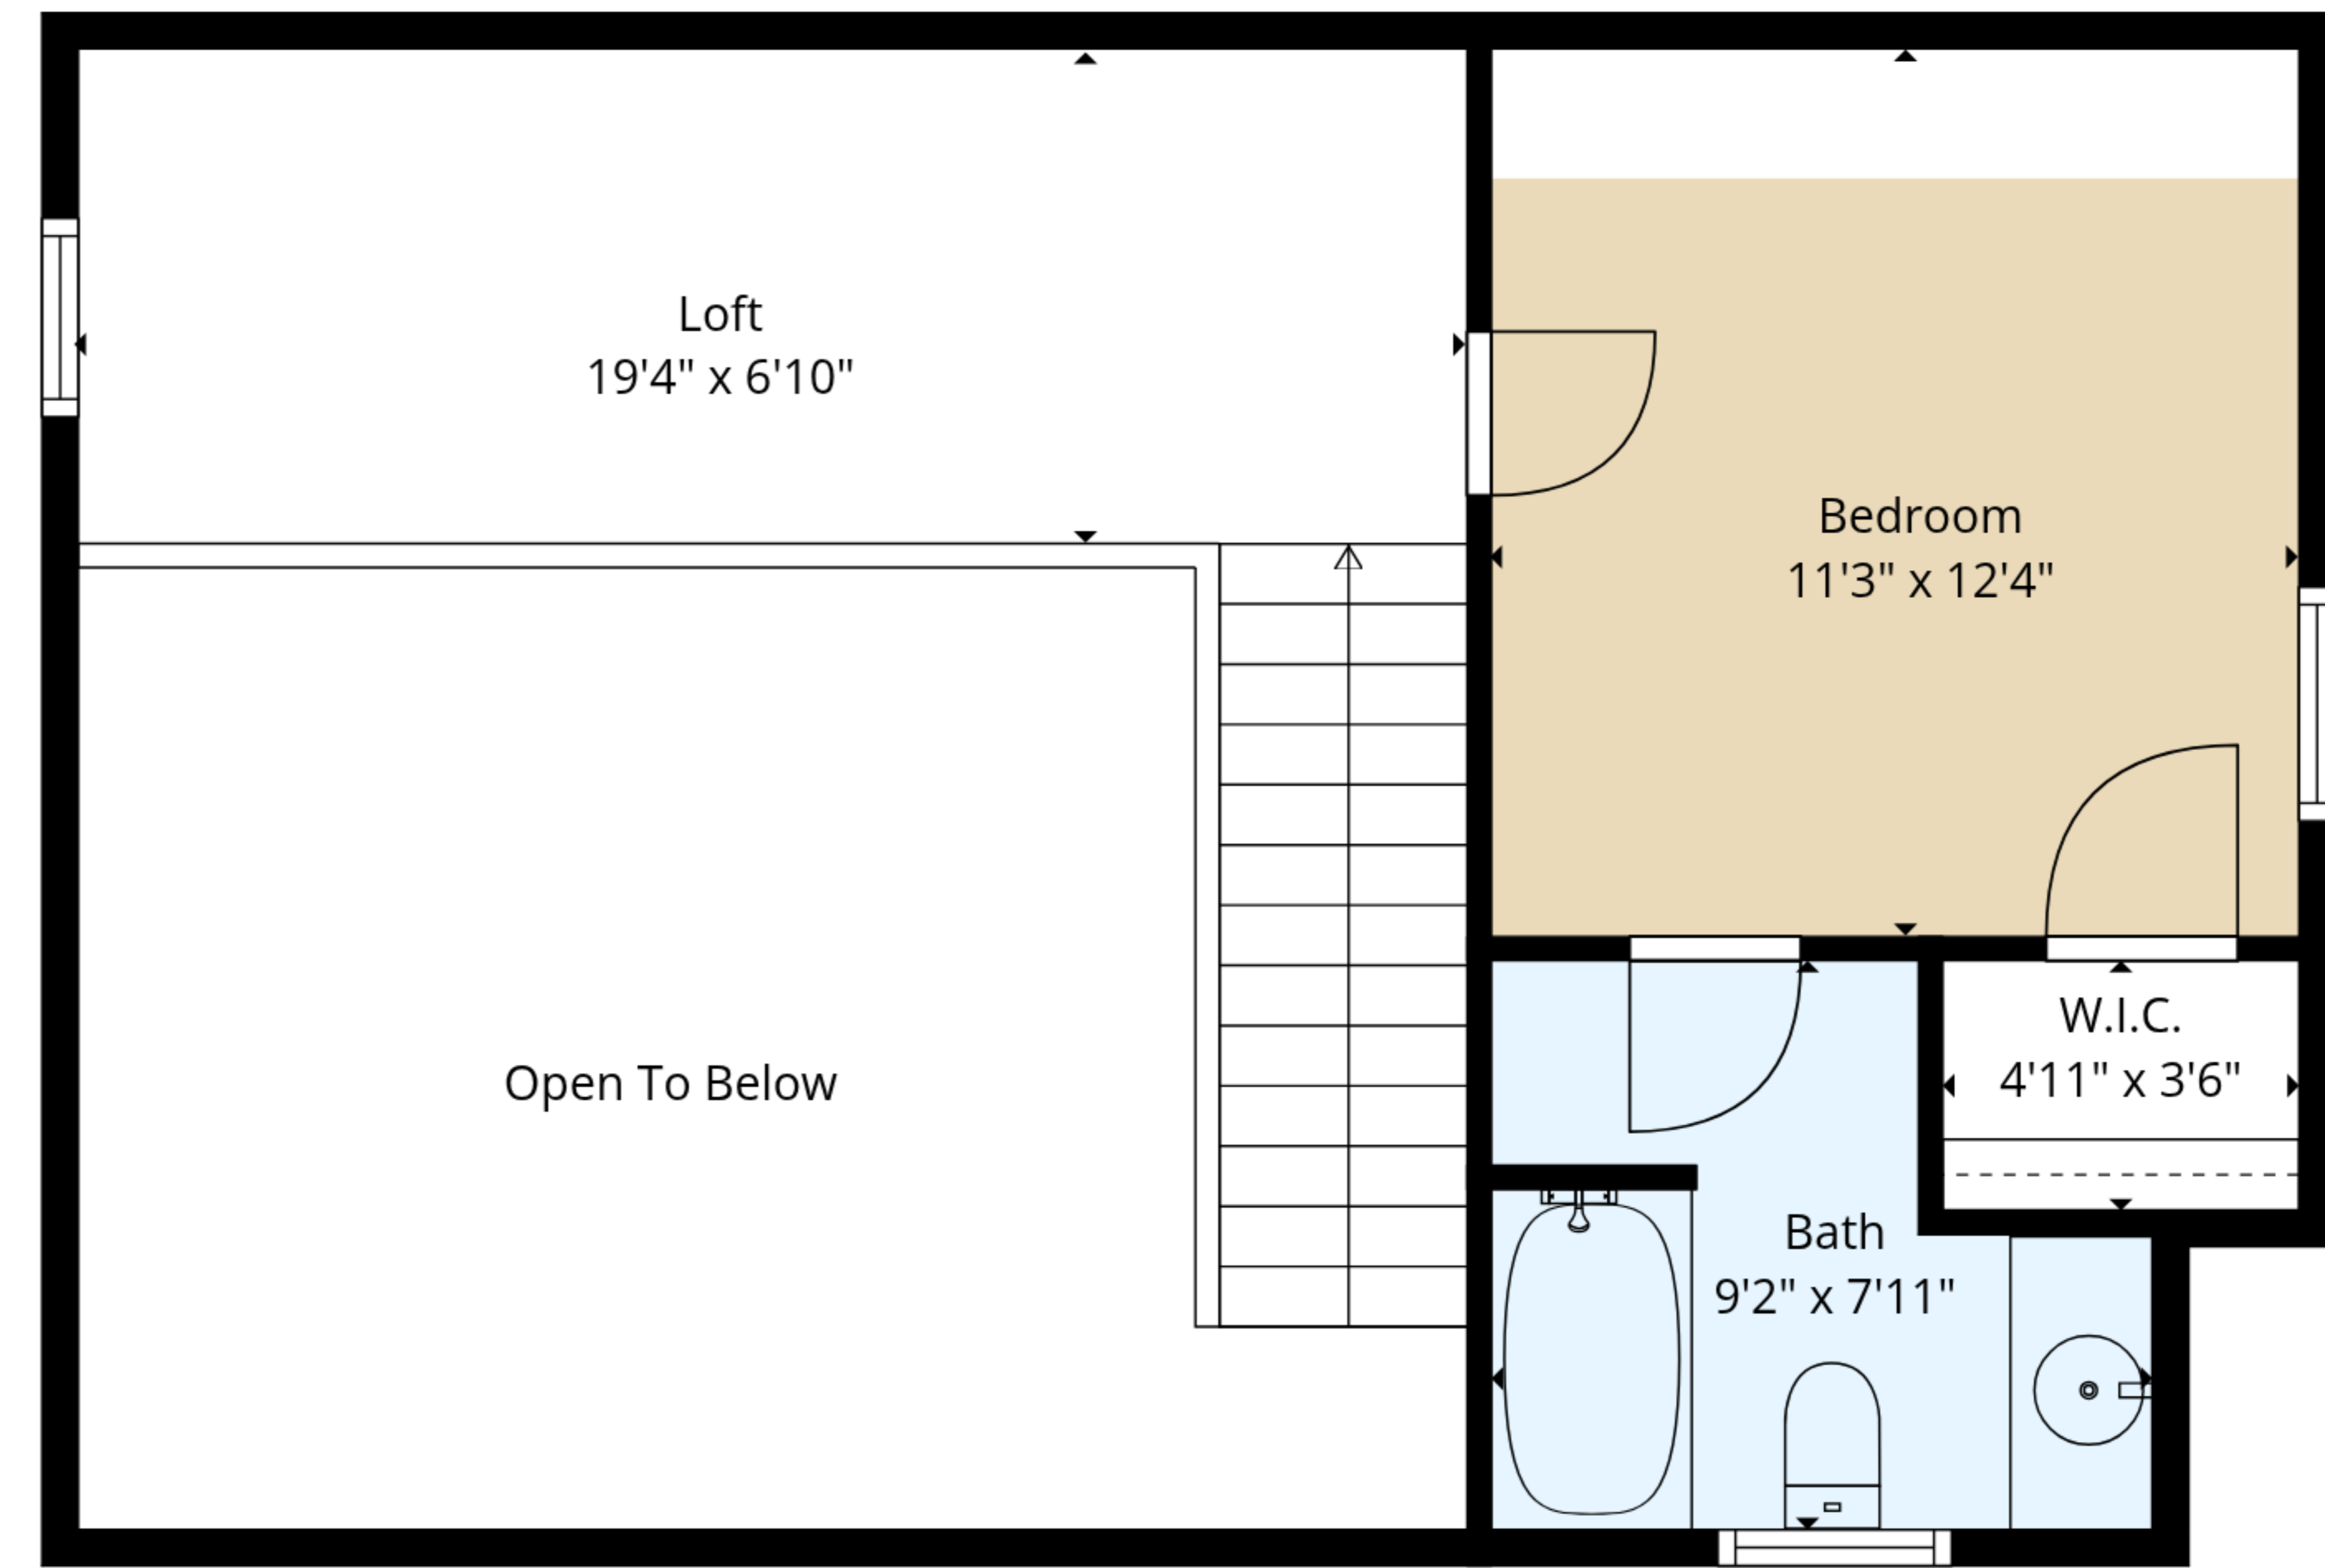 Loft
19'4" x 6'10"
Bedroom
11'3" x 12'4"
W.I.C.
4'11" x 3'6"
Open To Below
Bath
9'2" x 7'11"